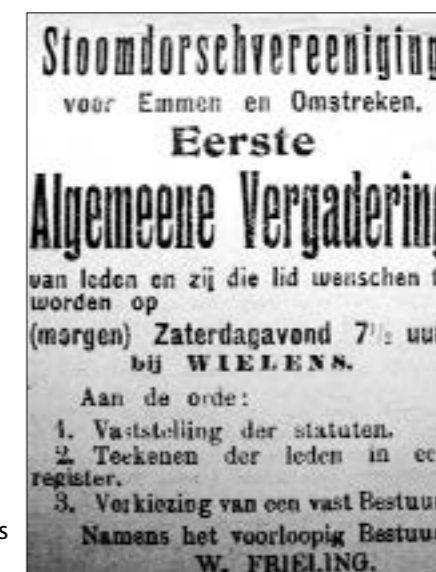 Stoomdorschvereeniging
voor Emmen en Omstreken.
Eerste
Algemeene Vergadering
van leden en zij die lid wenschen t
worden op
(morgen) Zaterdagavond 7½ uur
bij WIELENS.
Aan de orde:
1. Vaststelling der statuten.
2. Teekenen der leden in ee
register.
3. Verkiezing van een vast Bestuur
Namens het voorloopig Bestuur
W. FRIELING.
s